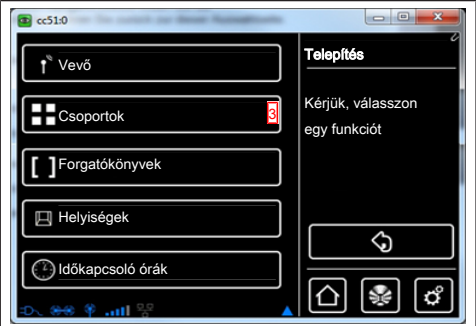 cc51:0
Vevő
Csoportok 3
Forgatókönyvek
Helyiségek
Időkapcsoló órák
Telepítés
Kérjük, válasszon
egy funkciót